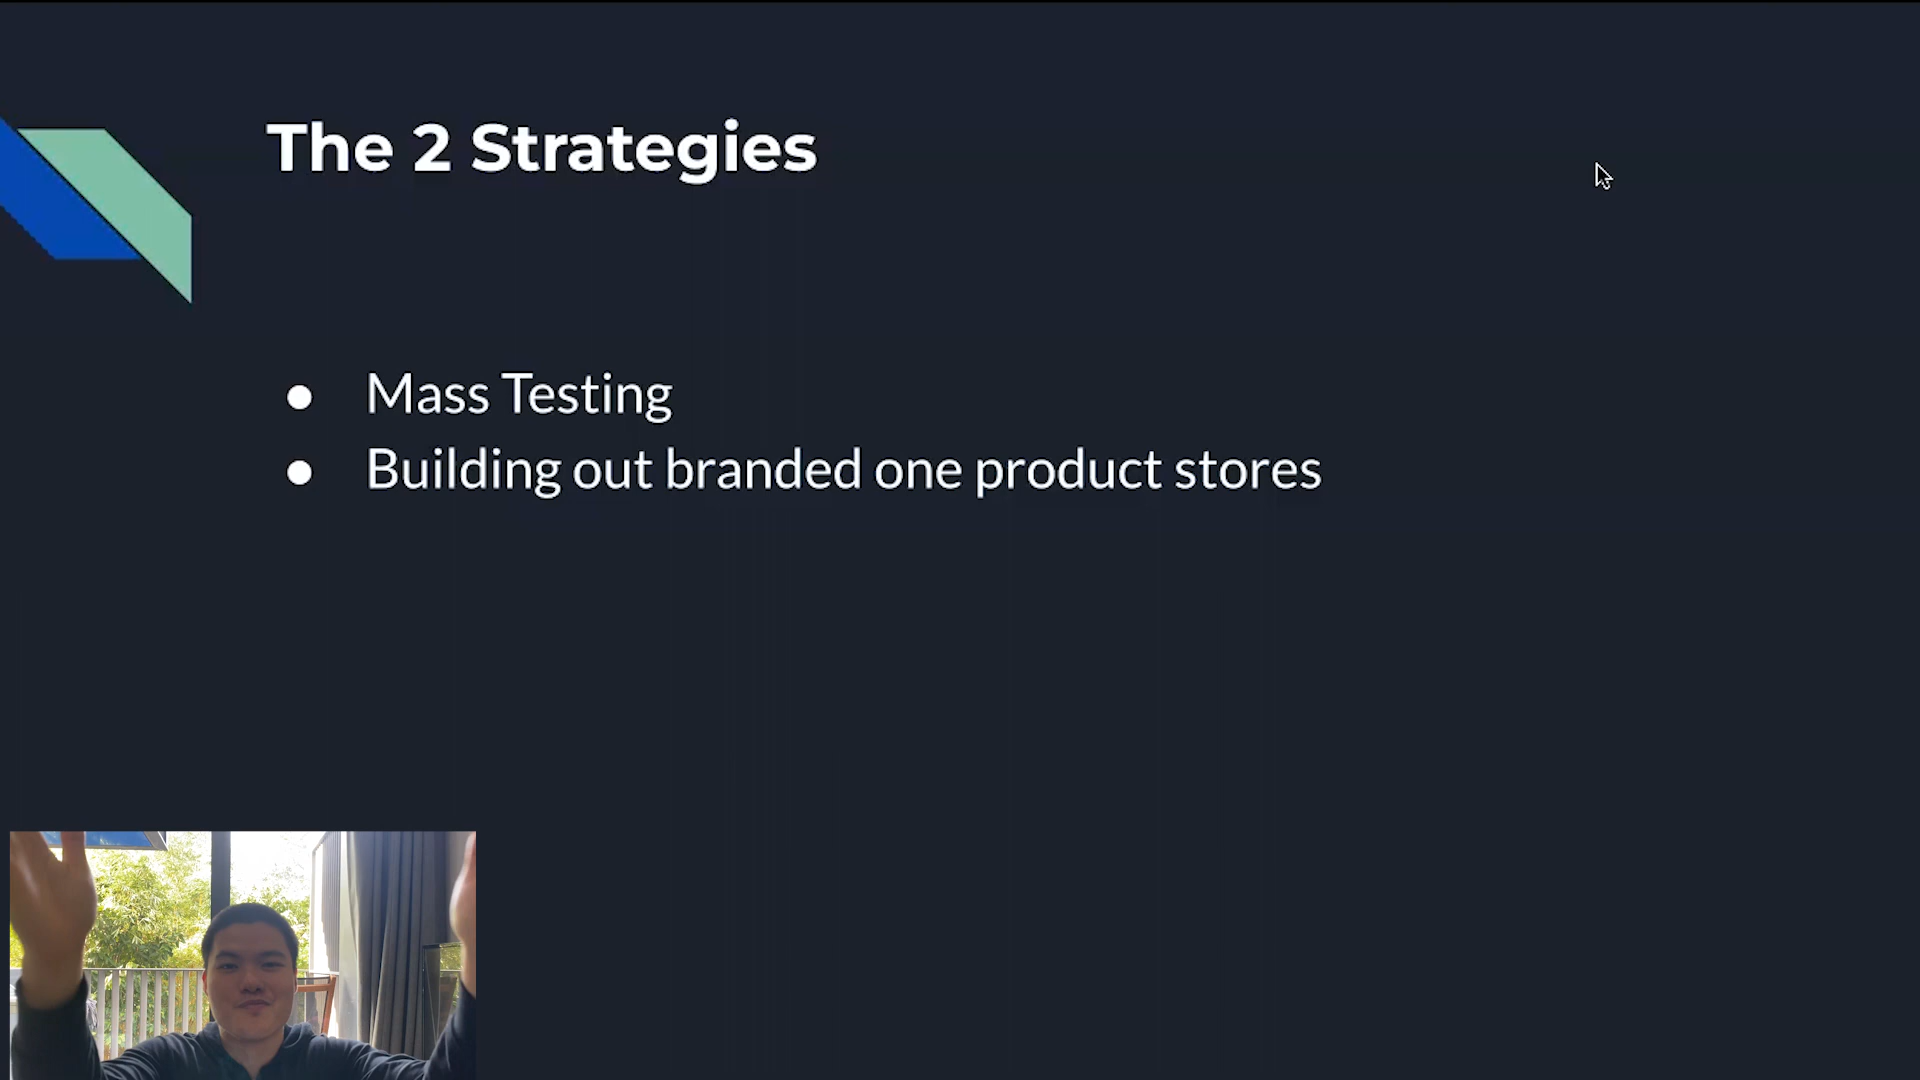 The 2 Strategies
● Mass Testing
● Building out branded one product stores